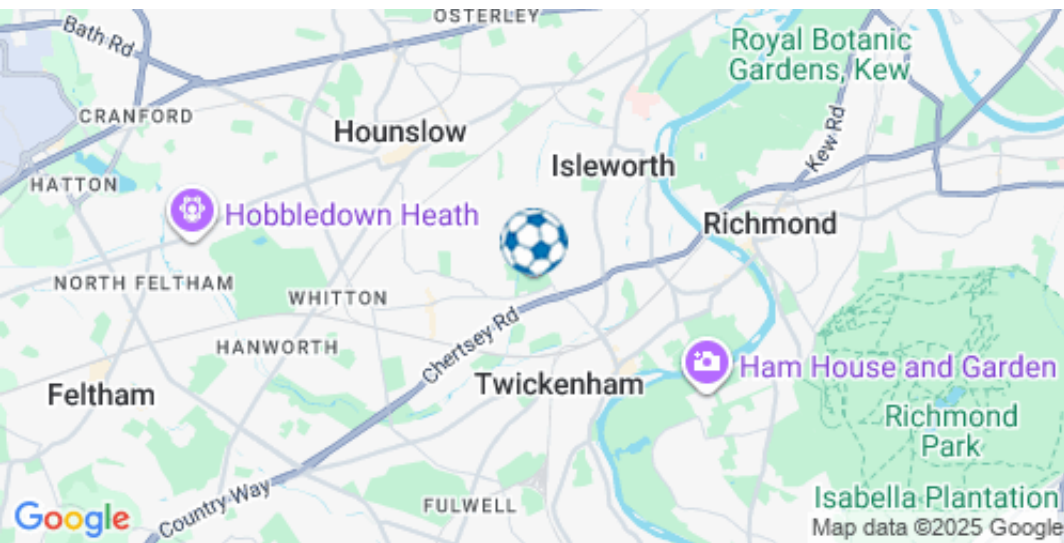 OSTERLEY
Bath Rd
Royal Botanic
Gardens, Kew
CRANFORD
Hounslow
Kew Rd
Isleworth
HATTON
Hobbledown Heath
Richmond
NORTH FELTHAM
WHITTON
Chertsey Rd
HANWORTH
Ham House and Garden
Feltham
Twickenham
Richmond
Park
Country Way
FULWELL
Isabella Plantation
Google
Map data ©2025 Google